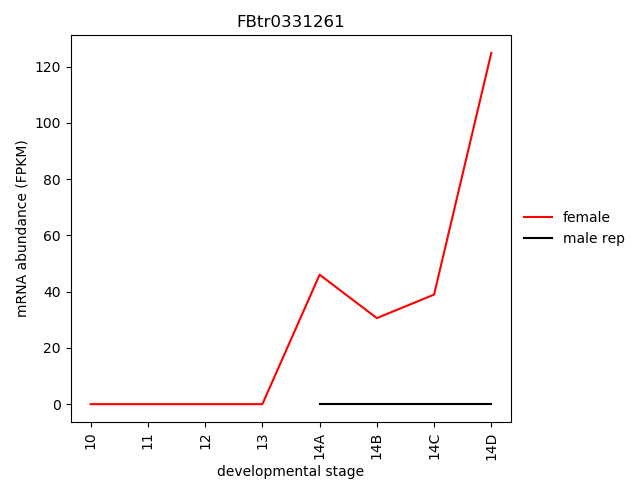 FBtr0331261
mRNA abundance (FPKM)
120
100
80
60
40
20
0
10
11
12
13
14A
14B
14C
14D
developmental stage
female
male rep